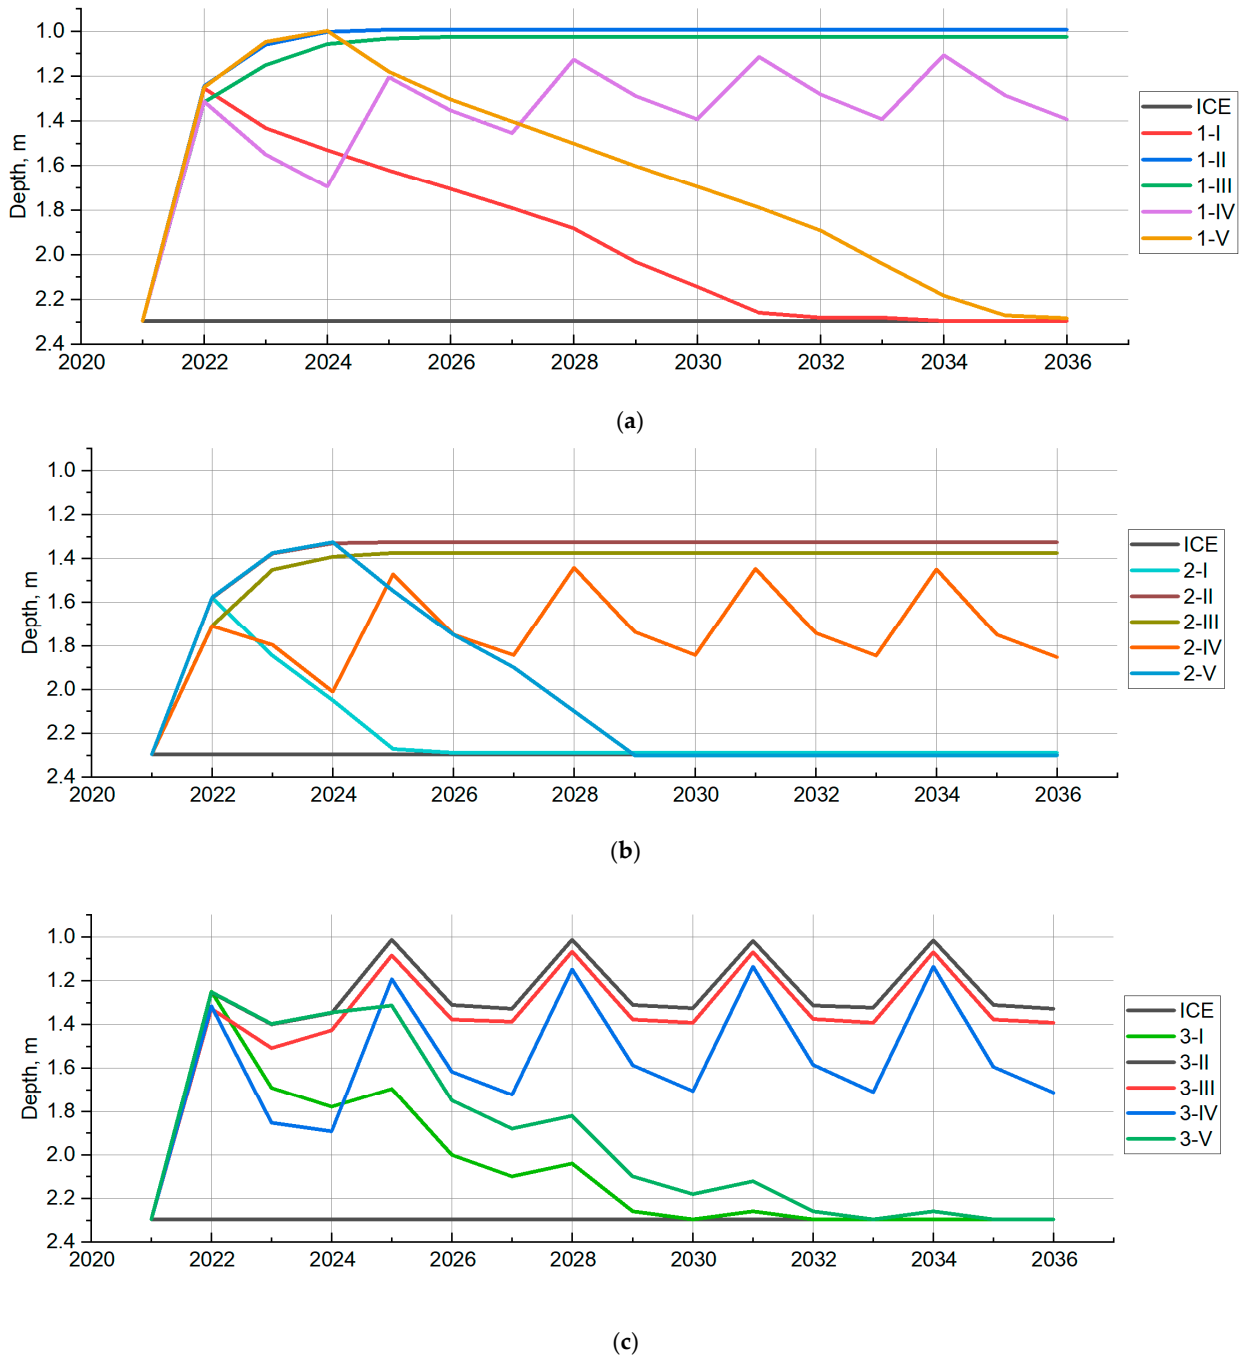 1.0
1.2
1.4
1.6
1.8
2.0
2.2
2.4
Depth, m
2020 2022 2024 2026 2028 2030 2032 2034 2036
ICE
1-I
1-II
1-III
1-IV
1-V
(a)
1.0
1.2
1.4
1.6
1.8
2.0
2.2
2.4
Depth, m
2020 2022 2024 2026 2028 2030 2032 2034 2036
ICE
2-I
2-II
2-III
2-IV
2-V
(b)
1.0
1.2
1.4
1.6
1.8
2.0
2.2
2.4
Depth, m
2020 2022 2024 2026 2028 2030 2032 2034 2036
ICE
3-I
3-II
3-III
3-IV
3-V
(c)